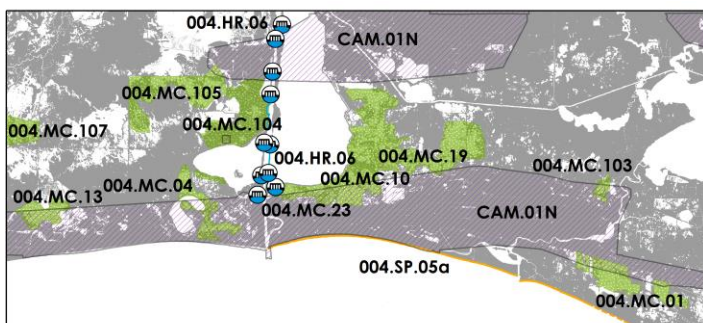 004.HR.06
CAM.01N
004.MC.105
004.MC.104
004.MC.107
004.HR.06
004.MC.19
004.MC.103
004.MC.04
004.MC.10
004.MC.13
004.MC.23
CAM.01N
004.SP.05a
004.MC.01